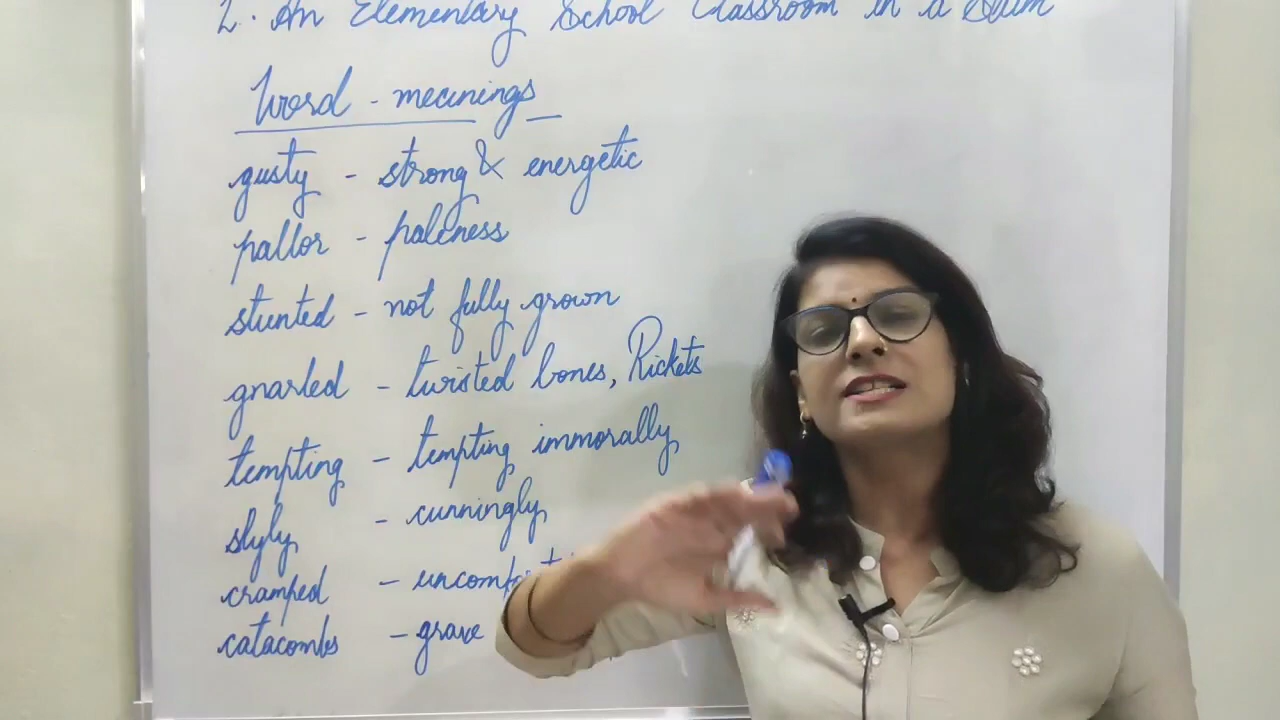 2. An Elementary School Classroom in a Slum
Word - meanings
gusty - strong & energetic
pallor - paleness
stunted - not fully grown
gnarled - twisted bones, Rickets
tempting - tempting immorally
slyly - cunningly
cramped -
catacombs - grave